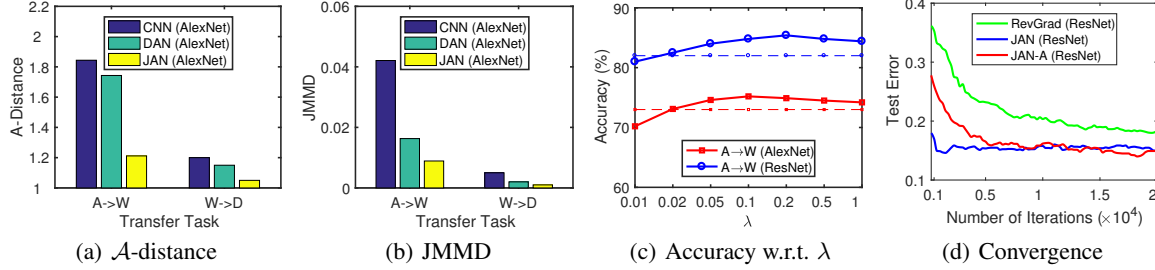 2.2
2
1.8
1.6
1.4
1.2
1
A-Distance
CNN (AlexNet)
DAN (AlexNet)
JAN (AlexNet)
A->W
W->D
Transfer Task
(a) A-distance
0.06
0.04
0.02
0
JMMD
CNN (AlexNet)
DAN (AlexNet)
JAN (AlexNet)
A->W
W->D
Transfer Task
(b) JMMD
90
80
70
60
Accuracy (%)
A→W (AlexNet)
A→W (ResNet)
0.01 0.02 0.05 0.1 0.2 0.5 1
λ
(c) Accuracy w.r.t. λ
0.4
0.3
0.2
0.1
Test Error
RevGrad (ResNet)
JAN (ResNet)
JAN-A (ResNet)
0.1 0.5 1 1.5 2
Number of Iterations (×10⁴)
(d) Convergence